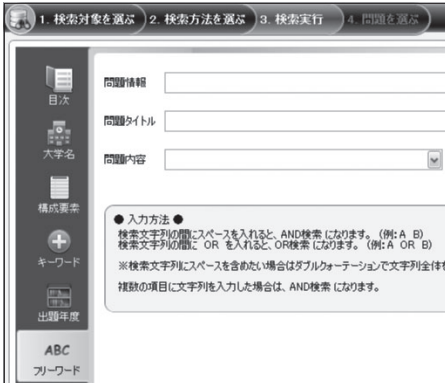 1. 検索対象を選ぶ 2. 検索方法を選ぶ 3. 検索実行 4. 問題を選ぶ
目次
大学名
構成要素
キーワード
出題年度
ABC
フリーワード
問題情報
問題タイトル
問題内容
● 入力方法 ●
検索文字列の間にスペースを入れると、AND検索 になります。 (例: A B)
検索文字列の間に OR を入れると、OR検索 になります。 (例: A OR B)
※検索文字列にスペースを含めたい場合はダブルクォーテーションで文字列全体を
複数の項目に文字列を入力した場合は、AND検索 になります。